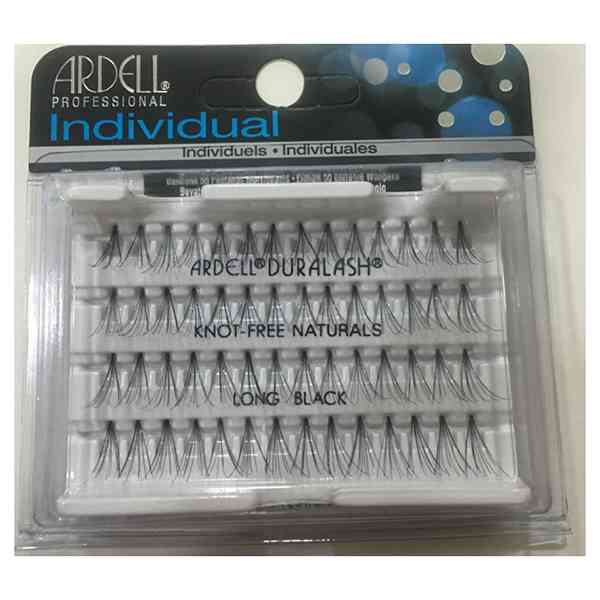 ARDELL®
PROFESSIONAL
Individual
Individuels • Individuales
ARDELL® DURALASH®
KNOT-FREE NATURALS
LONG BLACK